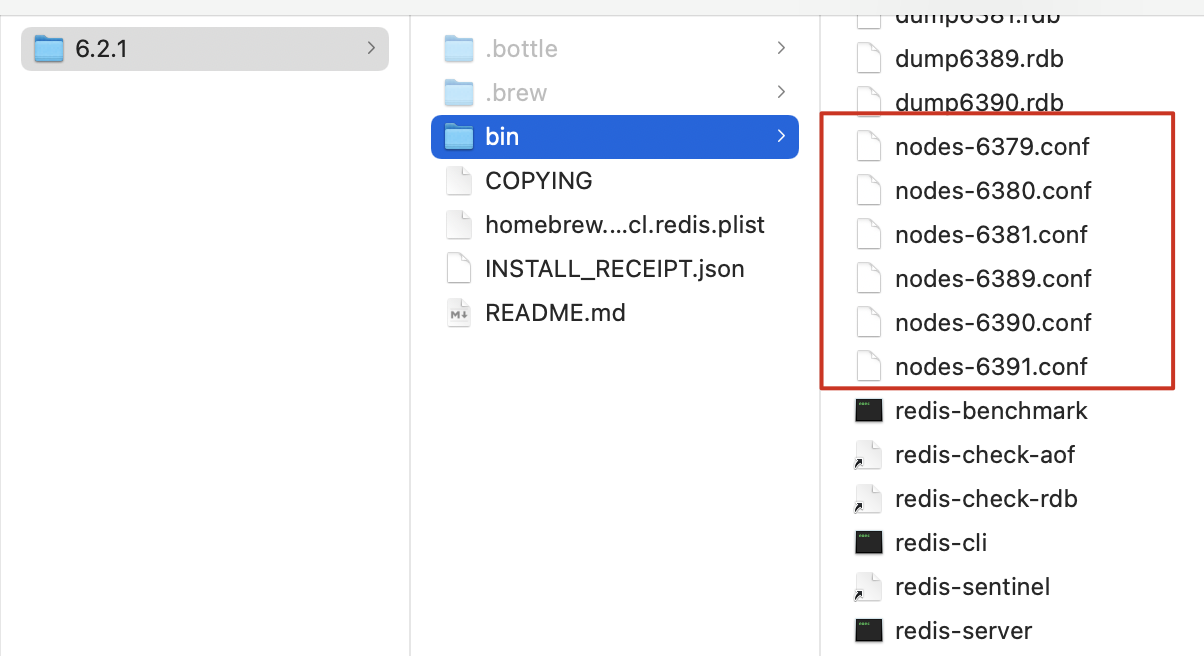 6.2.1
.bottle
.brew
bin
COPYING
homebrew....cl.redis.plist
INSTALL_RECEIPT.json
README.md
dump6381.rdb
dump6389.rdb
dump6390.rdb
nodes-6379.conf
nodes-6380.conf
nodes-6381.conf
nodes-6389.conf
nodes-6390.conf
nodes-6391.conf
redis-benchmark
redis-check-aof
redis-check-rdb
redis-cli
redis-sentinel
redis-server